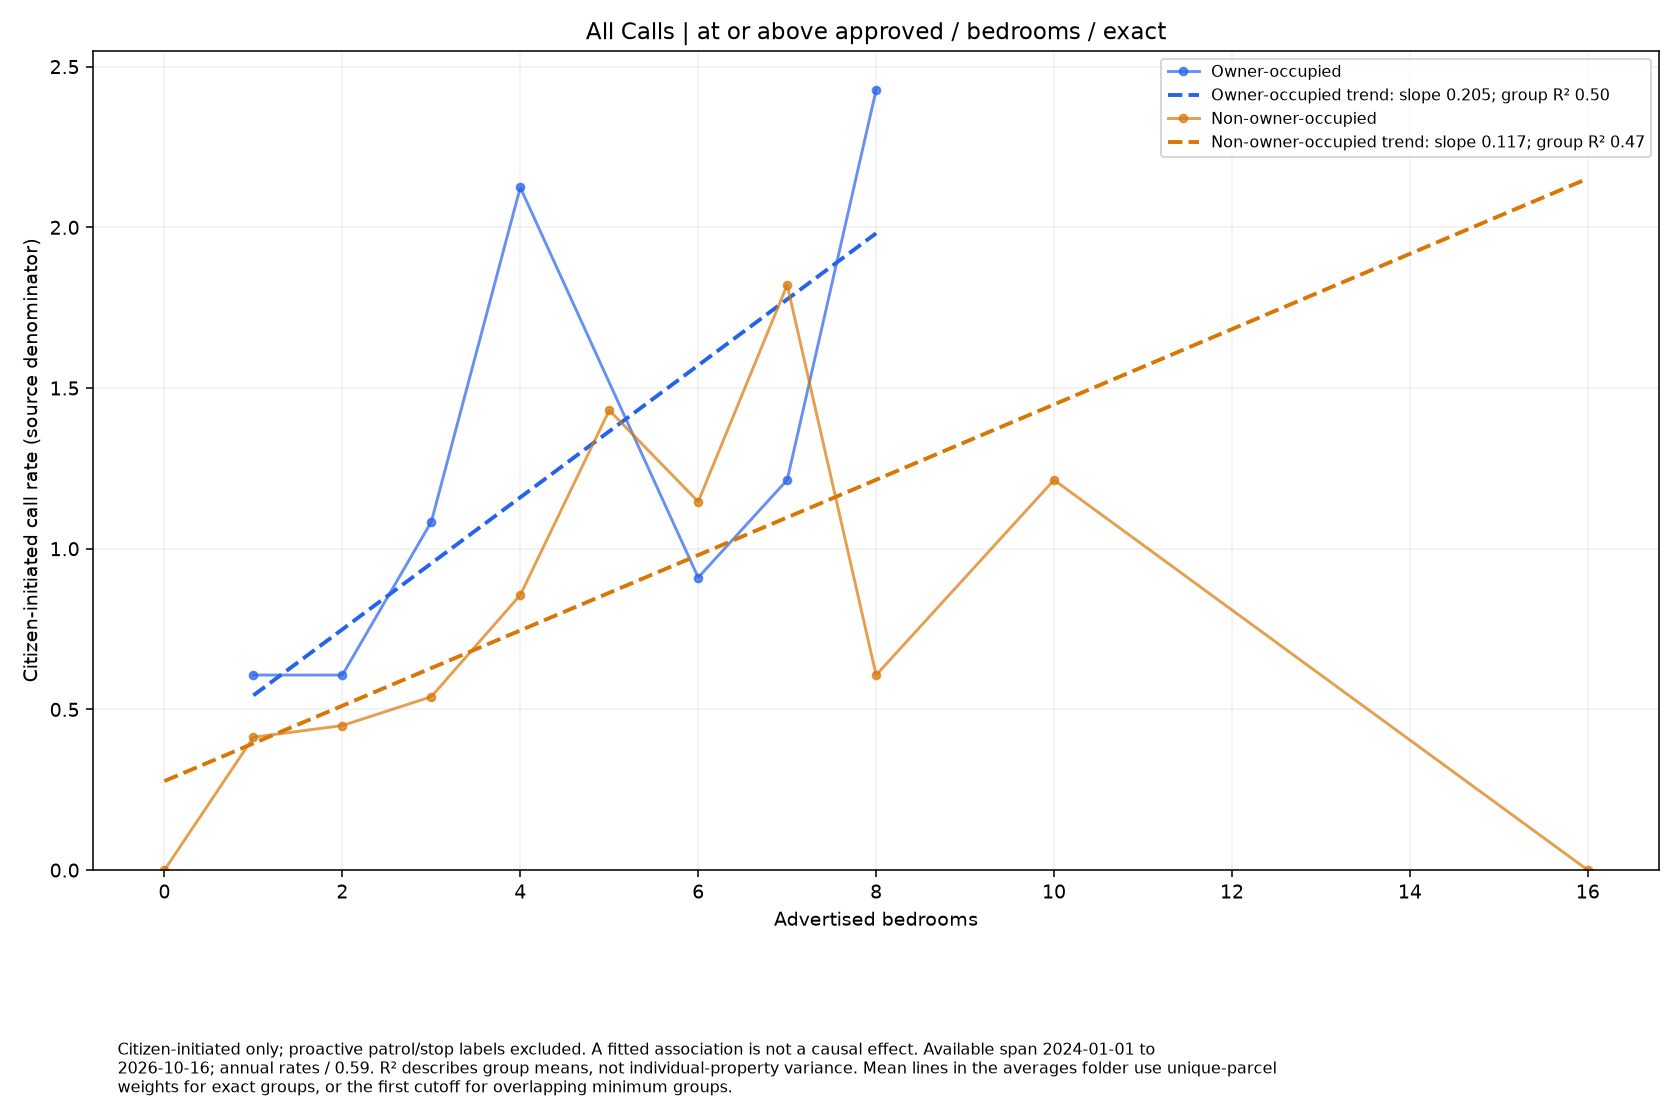 All Calls | at or above approved / bedrooms / exact
2.5
2.0
1.5
1.0
0.5
0.0
Citizen-initiated call rate (source denominator)
Owner-occupied
Owner-occupied trend: slope 0.205; group R² 0.50
Non-owner-occupied
Non-owner-occupied trend: slope 0.117; group R² 0.47
0 2 4 6 8 10 12 14 16
Advertised bedrooms
Citizen-initiated only; proactive patrol/stop labels excluded. A fitted association is not a causal effect. Available span 2024-01-01 to
2026-10-16; annual rates / 0.59. R² describes group means, not individual-property variance. Mean lines in the averages folder use unique-parcel
weights for exact groups, or the first cutoff for overlapping minimum groups.